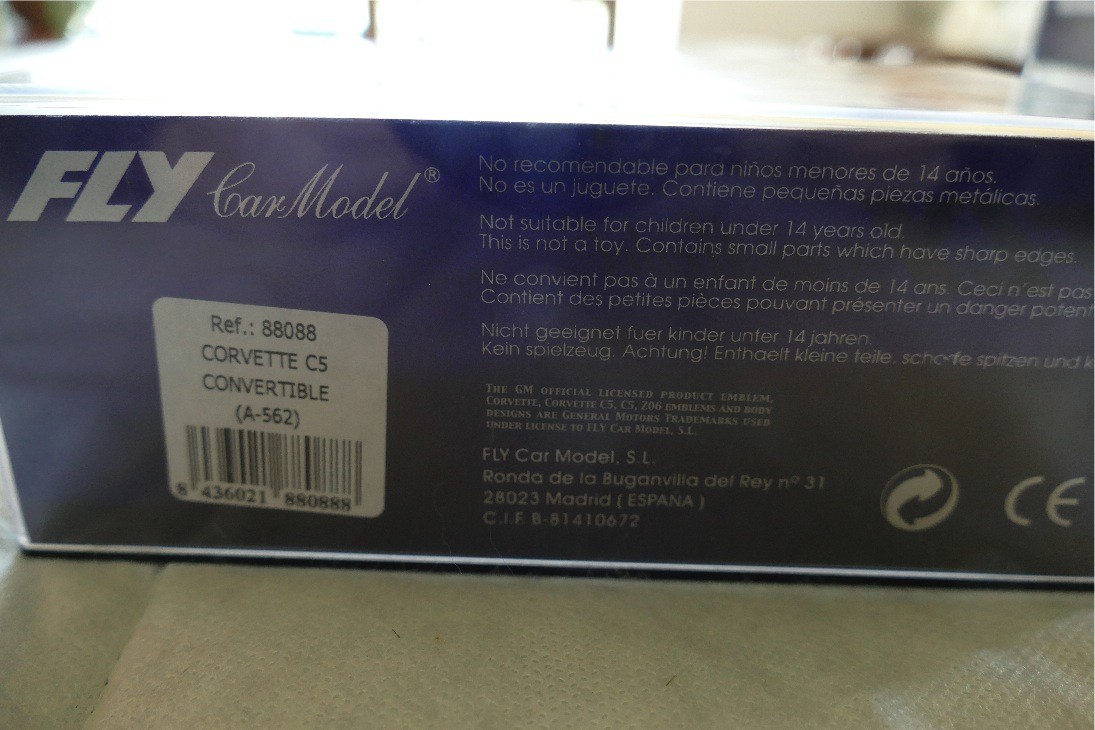 FLY Car Model®
Ref.: 88088
CORVETTE C5
CONVERTIBLE
(A-562)
8 436021 880888
No recomendable para niños menores de 14 años.
No es un juguete. Contiene pequeñas piezas metálicas.
Not suitable for children under 14 years old.
This is not a toy. Contains small parts which have sharp edges.
Ne convient pas à un enfant de moins de 14 ans. Ceci n'est pas
Contient des petites pièces pouvant présenter un danger potent
Nicht geeignet fuer kinder unter 14 jahren.
Kein spielzeug. Achtung! Enthaelt kleine teile. spitzen und k
THE GM OFFICIAL LICENSED PRODUCT EMBLEM,
CORVETTE, CORVETTE C5, C5, Z06 EMBLEMS AND BODY
DESIGNS ARE GENERAL MOTORS TRADEMARKS USED
UNDER LICENSE TO FLY CAR MODEL, S.L.
FLY Car Model, S.L.
Ronda de la Buganvilla del Rey nº 31
28023 Madrid (ESPAÑA)
C.I.F. B-81410672
CE